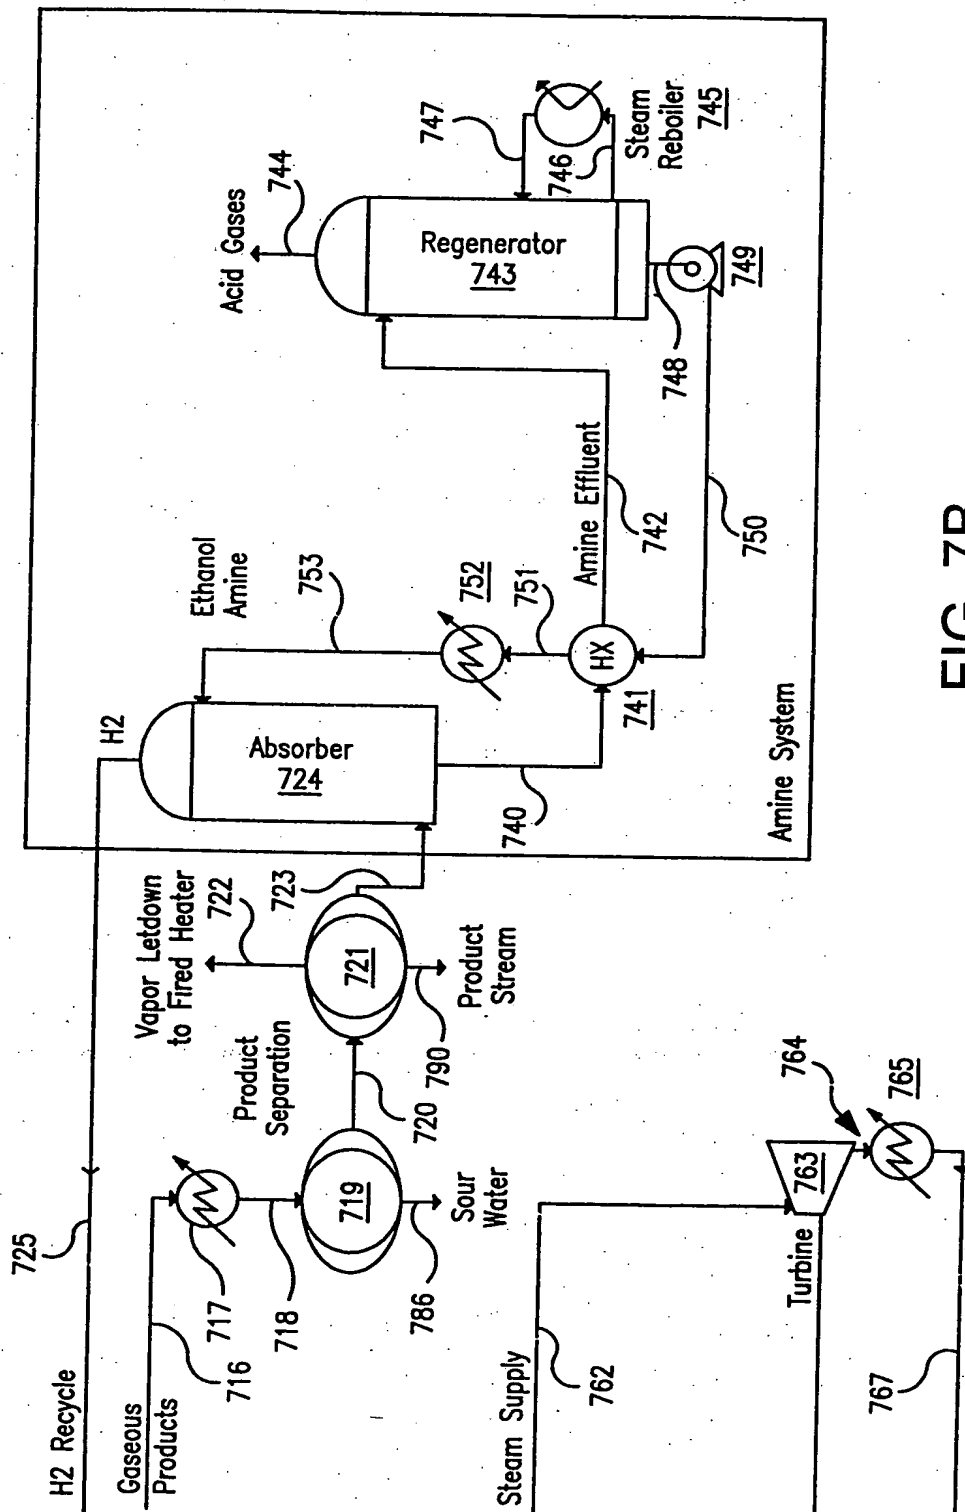 H2 Recycle
725
H2
Gaseous
Products
716
717
718
719
Sour
Water
786
Product
Separation
720
Vapor Letdown
to Fired Heater
722
721
723
790
Product
Stream
Absorber
724
740
Ethanol
Amine
753
752
751
HX
741
Amine Effluent
742
Acid Gases
744
Regenerator
743
747
746
Steam
Reboiler
745
748
749
750
Amine System
Steam Supply
762
Turbine
763
764
765
767
FIG. 7B